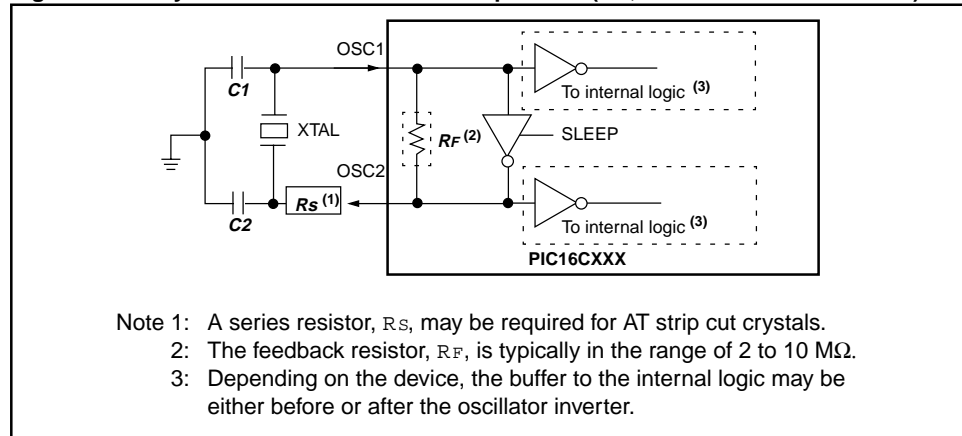 OSC1
C1
To internal logic (3)
XTAL
RF (2)
SLEEP
OSC2
Rs (1)
C2
To internal logic (3)
PIC16CXXX
Note 1: A series resistor, Rs, may be required for AT strip cut crystals.
2: The feedback resistor, RF, is typically in the range of 2 to 10 MΩ.
3: Depending on the device, the buffer to the internal logic may be
either before or after the oscillator inverter.